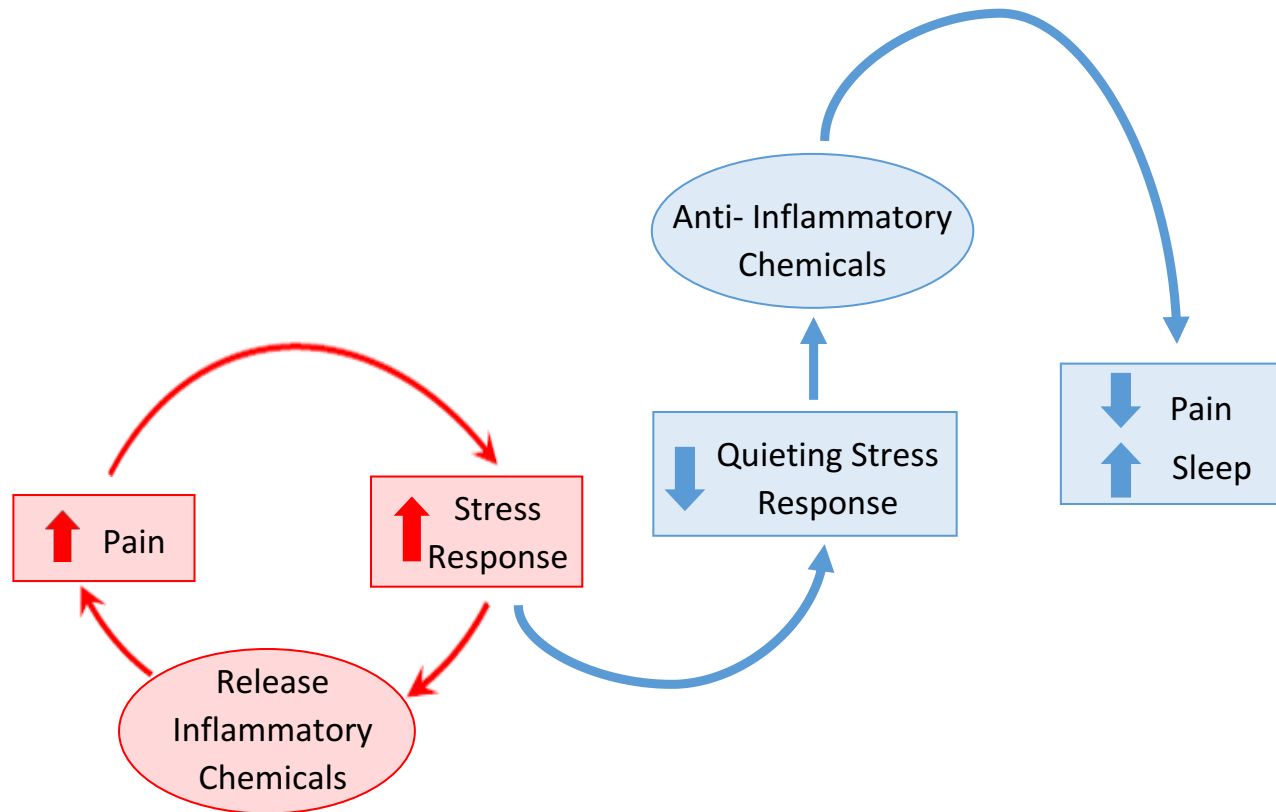 Pain
Stress
Response
Release
Inflammatory
Chemicals
Quieting Stress
Response
Anti- Inflammatory
Chemicals
Pain
Sleep